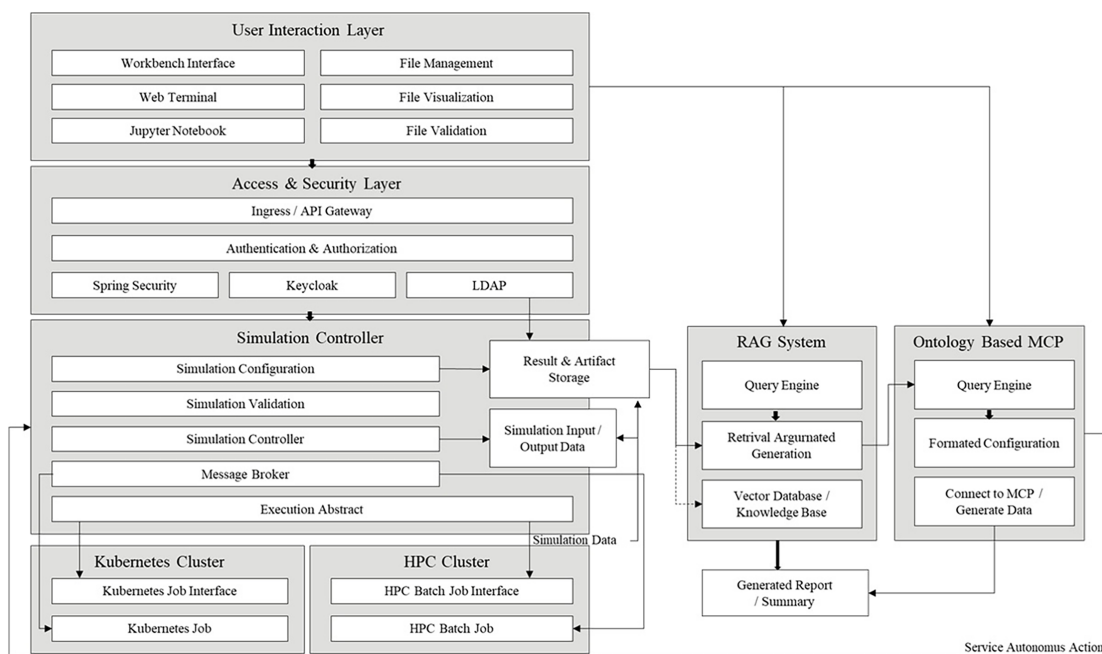 User Interaction Layer
Workbench Interface
File Management
Web Terminal
File Visualization
Jupyter Notebook
File Validation
Access & Security Layer
Ingress / API Gateway
Authentication & Authorization
Spring Security
Keycloak
LDAP
Simulation Controller
Simulation Configuration
Simulation Validation
Simulation Controller
Message Broker
Execution Abstract
Result & Artifact
Storage
Simulation Input /
Output Data
Simulation Data
Kubernetes Cluster
Kubernetes Job Interface
Kubernetes Job
HPC Cluster
HPC Batch Job Interface
HPC Batch Job
RAG System
Query Engine
Retrival Argurnated
Generation
Vector Database /
Knowledge Base
Ontology Based MCP
Query Engine
Formated Configuration
Connect to MCP /
Generate Data
Generated Report
/ Summary
Service Autonomus Action